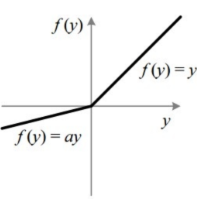 f(y)
f(y) = y
y
f(y) = ay